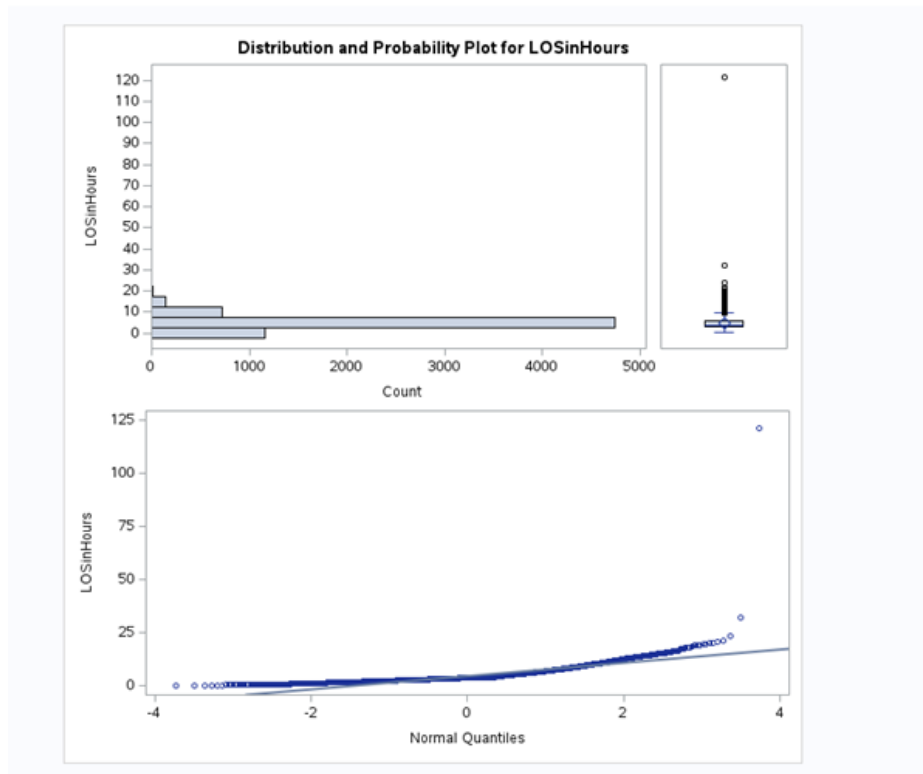 Distribution and Probability Plot for LOSinHours
120
110
100
90
80
70
60
50
40
30
20
10
0
LOSinHours
0 1000 2000 3000 4000 5000
Count
125
100
75
50
25
0
LOSinHours
-4 -2 0 2 4
Normal Quantiles